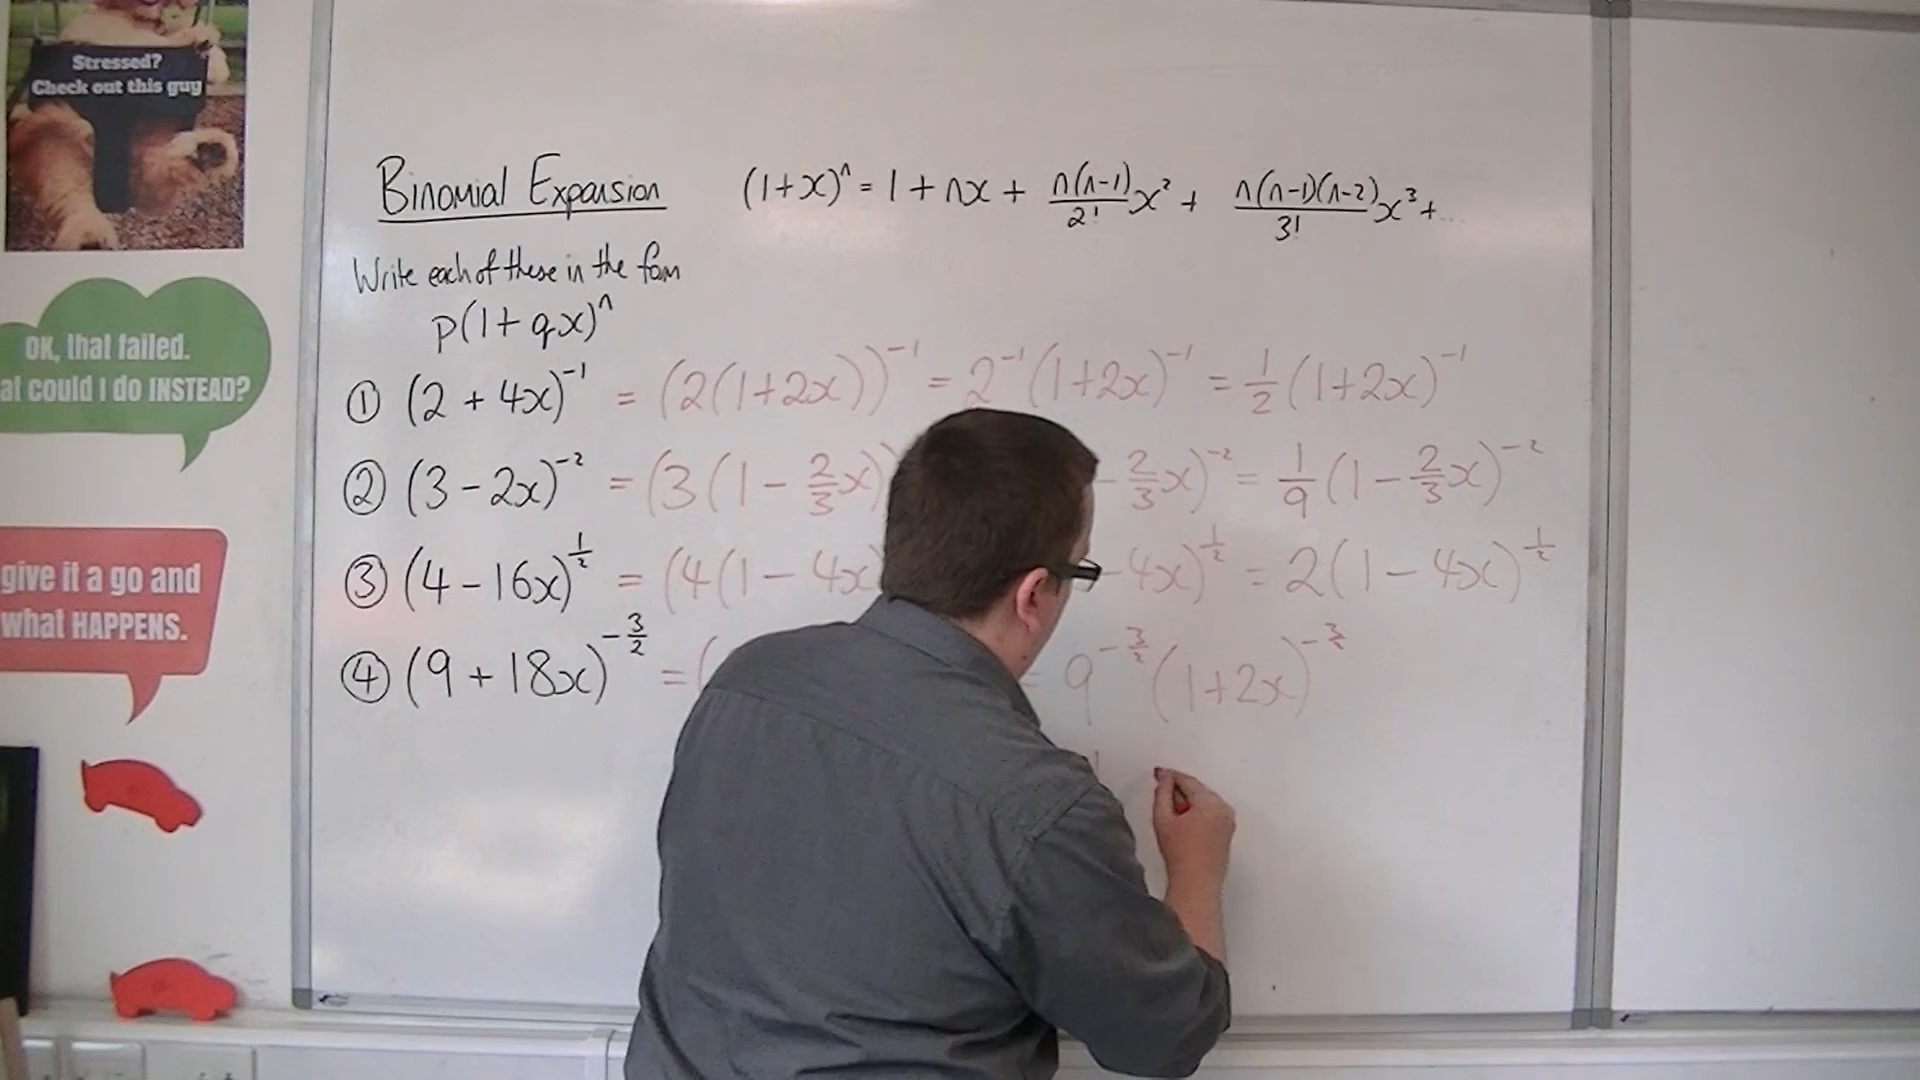 Stressed?
Check out this guy
OK, that failed.
al could I do INSTEAD?
give it a go and
what HAPPENS.
Binomial Expansion
(1+x)ⁿ = 1 + nx + n(n-1)/2! x² + n(n-1)(n-2)/3! x³ + ...
Write each of these in the form
p(1 + qx)ⁿ
① (2 + 4x)⁻¹ = (2(1+2x))⁻¹ = 2⁻¹(1+2x)⁻¹ = 1/2 (1+2x)⁻¹
② (3 - 2x)⁻² = (3(1 - 2/3 x) - 2/3 x)⁻² = 1/9 (1 - 2/3 x)⁻²
③ (4 - 16x)^1/2 = (4(1 - 4x - 4x)^1/2 = 2(1 - 4x)^1/2
④ (9 + 18x)^-3/2 = ( = 9^-3/2 (1+2x)^-3/2